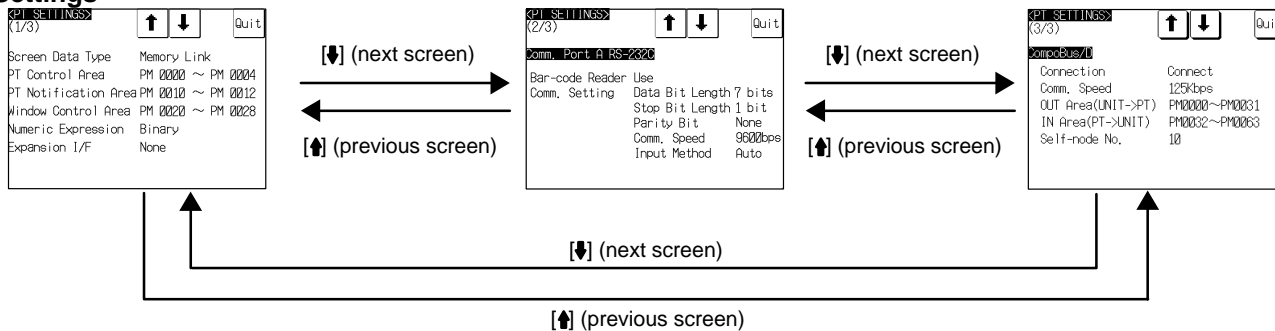 Settings
<PT SETTINGS>
(1/3)
Quit
Screen Data Type Memory Link
PT Control Area PM 0000 ~ PM 0004
PT Notification Area PM 0010 ~ PM 0012
Window Control Area PM 0020 ~ PM 0028
Numeric Expression Binary
Expansion I/F None
[⬇] (next screen)
[⬆] (previous screen)
<PT SETTINGS>
(2/3)
Quit
Comm. Port A RS-232C
Bar-code Reader Use
Comm. Setting Data Bit Length 7 bits
Stop Bit Length 1 bit
Parity Bit None
Comm. Speed 9600bps
Input Method Auto
[⬇] (next screen)
[⬆] (previous screen)
<PT SETTINGS>
(3/3)
Qui
CompoBus/D
Connection Connect
Comm. Speed 125Kbps
OUT Area(UNIT->PT) PM0000~PM0031
IN Area(PT->UNIT) PM0032~PM0063
Self-node No. 10
[⬇] (next screen)
[⬆] (previous screen)